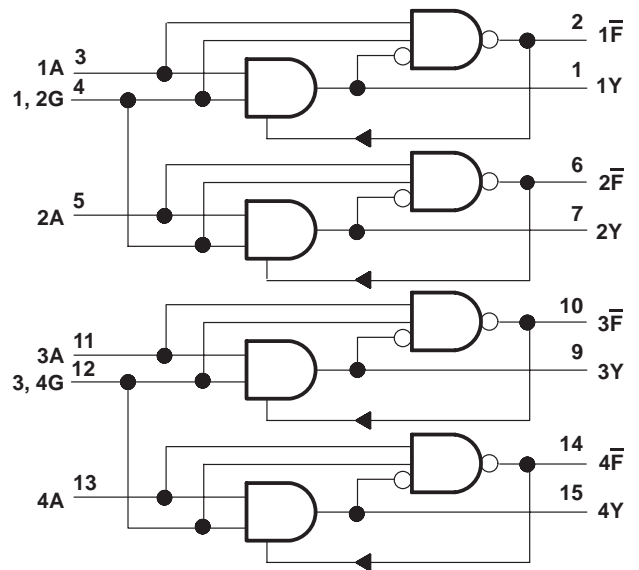 2 1F̅
1A 3
1 1Y
1, 2G 4
6 2F̅
2A 5
7 2Y
10 3F̅
3A 11
9 3Y
3, 4G 12
14 4F̅
4A 13
15 4Y